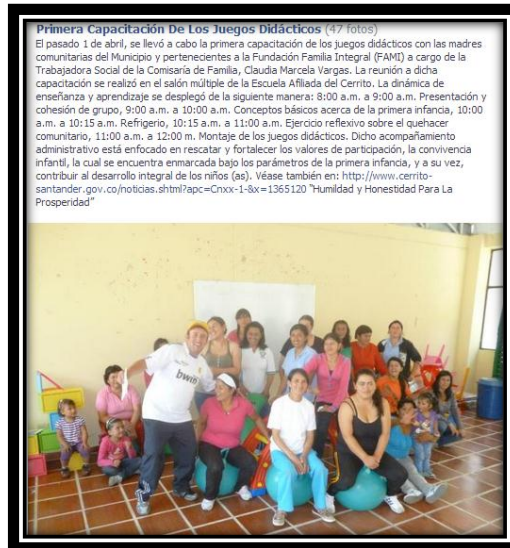 Primera Capacitación De Los Juegos Didácticos (47 fotos)
El pasado 1 de abril, se llevó a cabo la primera capacitación de los juegos didácticos con las madres
comunitarias del Municipio y pertenecientes a la Fundación Familia Integral (FAMI) a cargo de la
Trabajadora Social de la Comisaría de Familia, Claudia Marcela Vargas. La reunión a dicha
capacitación se realizó en el salón múltiple de la Escuela Afiliada del Cerrito. La dinámica de
enseñanza y aprendizaje se desplegó de la siguiente manera: 8:00 a.m. a 9:00 a.m. Presentación y
cohesión de grupo, 9:00 a.m. a 10:00 a.m. Conceptos básicos acerca de la primera infancia, 10:00
a.m. a 10:15 a.m. Refrigerio, 10:15 a.m. a 11:00 a.m. Ejercicio reflexivo sobre el quehacer
comunitario, 11:00 a.m. a 12:00 m. Montaje de los juegos didácticos. Dicho acompañamiento
administrativo está enfocado en rescatar y fortalecer los valores de participación, la convivencia
infantil, la cual se encuentra enmarcada bajo los parámetros de la primera infancia, y a su vez,
contribuir al desarrollo integral de los niños (as). Véase también en: http://www.cerrito-
santander.gov.co/noticias.shtml?apc=Cnxx-1-&x=1365120 "Humildad y Honestidad Para La
Prosperidad"
bwin